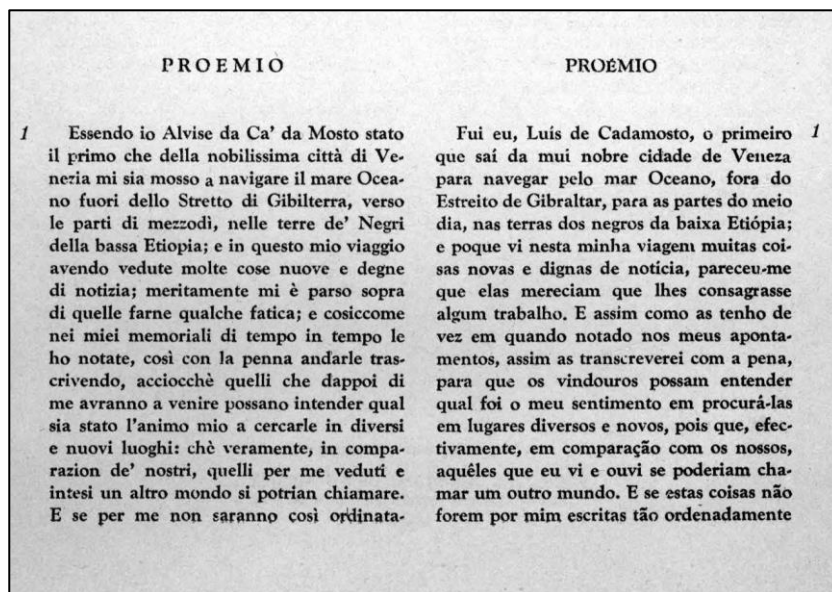 PROEMIO
1 Essendo io Alvise da Ca' da Mosto stato
il primo che della nobilissima città di Ve-
nezia mi sia mosso a navigare il mare Ocea-
no fuori dello Stretto di Gibilterra, verso
le parti di mezzodì, nelle terre de' Negri
della bassa Etiopia; e in questo mio viaggio
avendo vedute molte cose nuove e degne
di notizia; meritamente mi è parso sopra
di quelle farne qualche fatica; e cosiccome
nei miei memoriali di tempo in tempo le
ho notate, così con la penna andarle tras-
crivendo, acciocchè quelli che dappoi di
me avranno a venire possano intender qual
sia stato l'animo mio a cercarle in diversi
e nuovi luoghi: chè veramente, in compa-
razion de' nostri, quelli per me veduti e
intesi un altro mondo si potrian chiamare.
E se per me non saranno così ordinata-
PROÉMIO
Fui eu, Luís de Cadamosto, o primeiro 1
que saí da mui nobre cidade de Veneza
para navegar pelo mar Oceano, fora do
Estreito de Gibraltar, para as partes do meio
dia, nas terras dos negros da baixa Etiópia;
e poque vi nesta minha viagem muitas coi-
sas novas e dignas de notícia, pareceu-me
que elas mereciam que lhes consagrasse
algum trabalho. E assim como as tenho de
vez em quando notado nos meus aponta-
mentos, assim as transcreverei com a pena,
para que os vindouros possam entender
qual foi o meu sentimento em procurá-las
em lugares diversos e novos, pois que, efec-
tivamente, em comparação com os nossos,
aquêles que eu vi e ouvi se poderiam cha-
mar um outro mundo. E se estas coisas não
forem por mim escritas tão ordenadamente